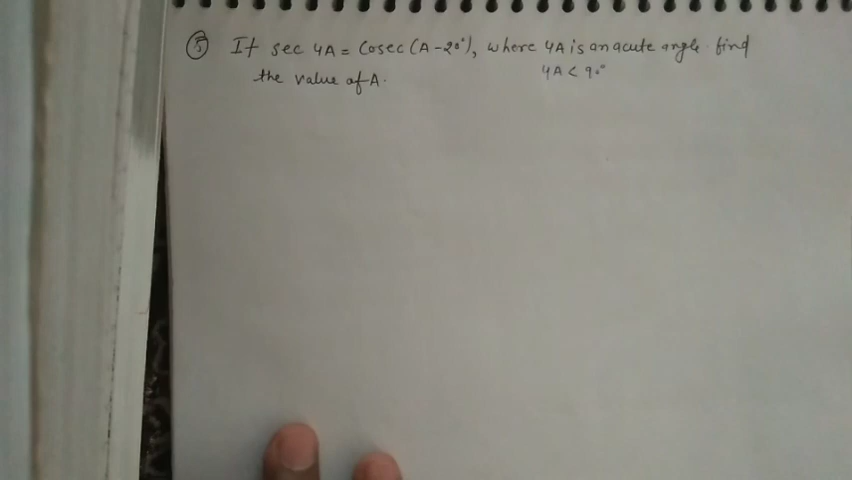 (5) If sec 4A = Cosec (A-20°), where 4A is an acute angle. find
the value of A.
4A < 90°